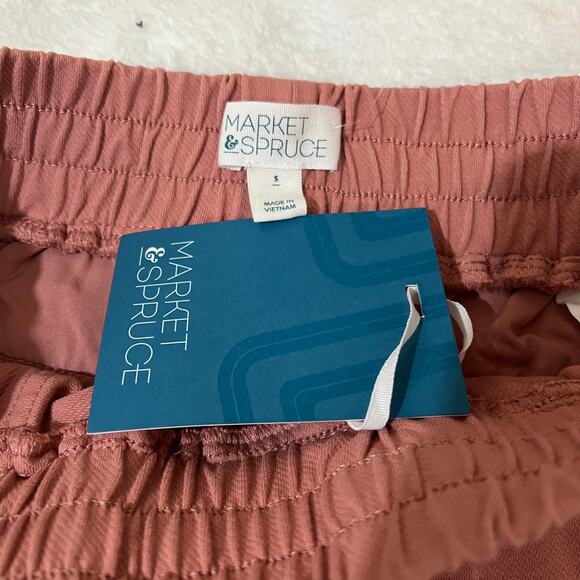 MARKET
& SPRUCE
S
MADE IN
VIETNAM
MARKET
& SPRUCE